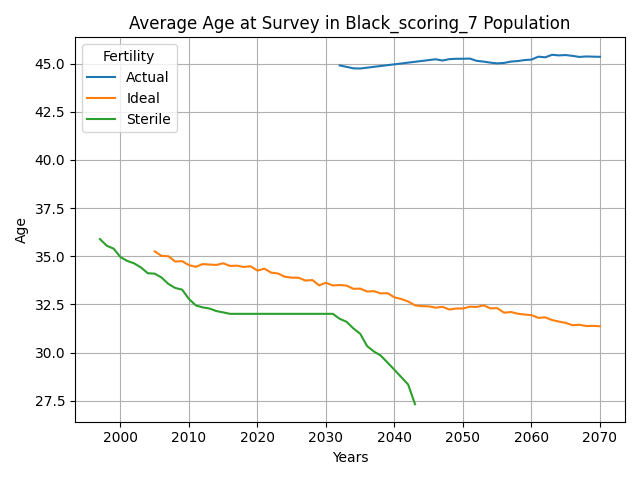 Average Age at Survey in Black_scoring_7 Population
Fertility
Actual
Ideal
Sterile
Age
45.0
42.5
40.0
37.5
35.0
32.5
30.0
27.5
2000 2010 2020 2030 2040 2050 2060 2070
Years